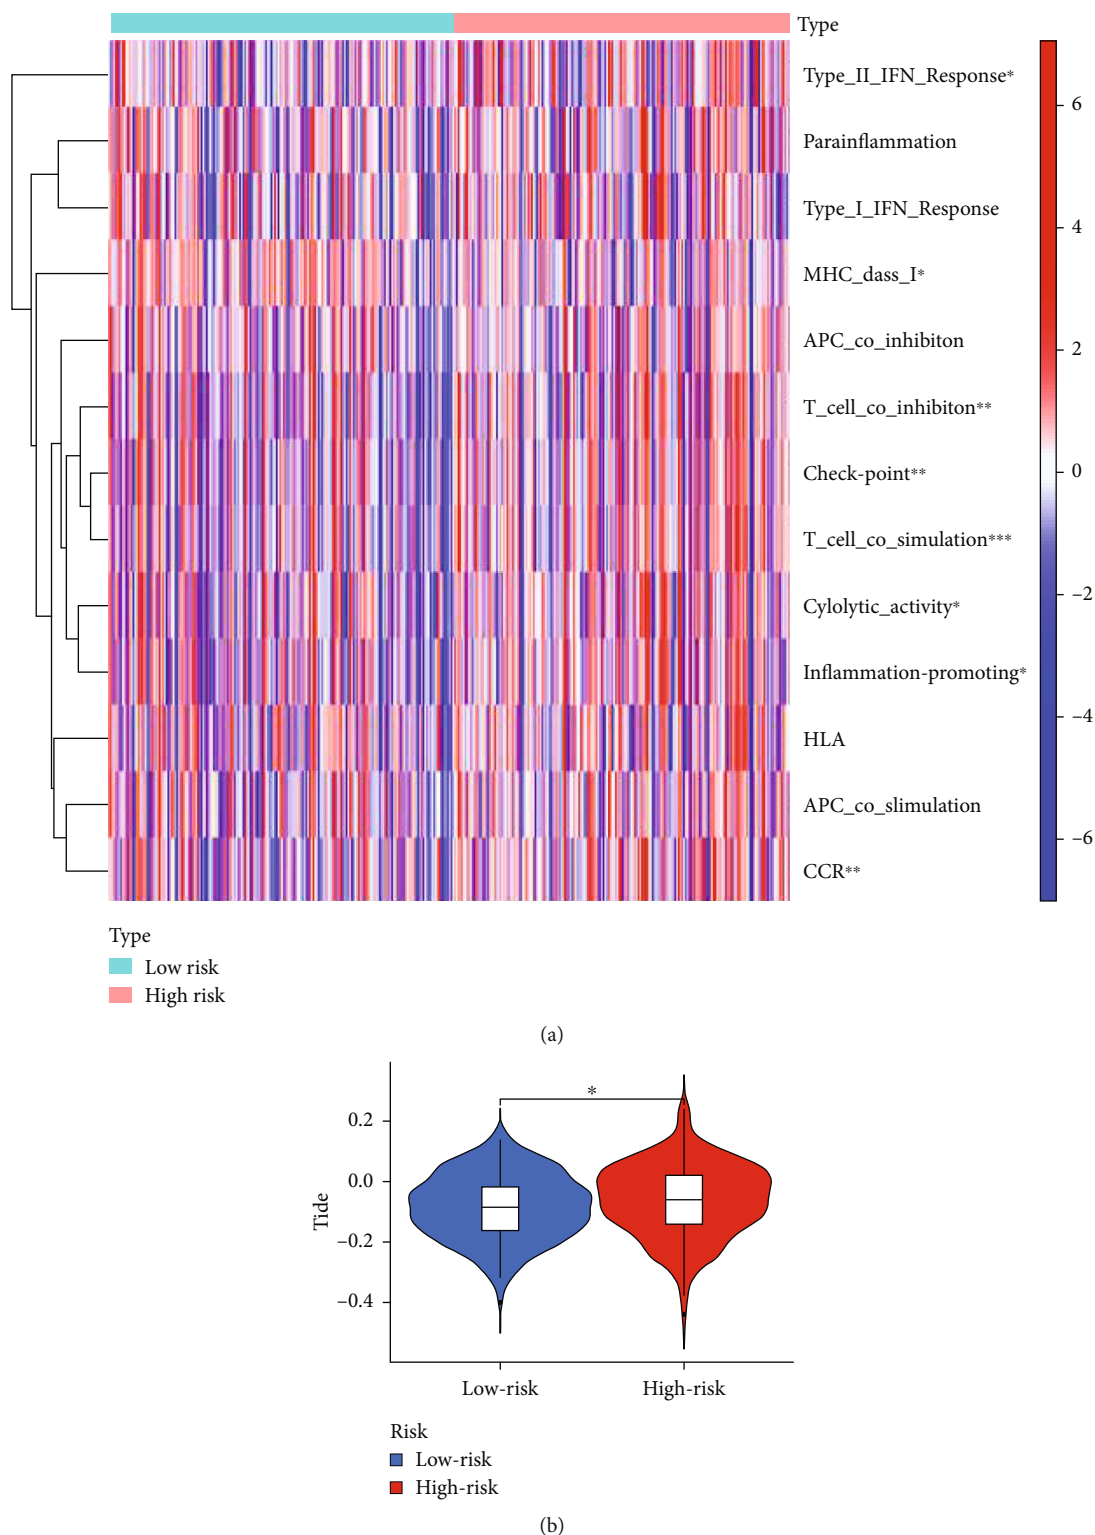 Type
Type_II_IFN_Response*
6
Parainflammation
4
Type_I_IFN_Response
MHC_dass_I*
2
APC_co_inhibiton
T_cell_co_inhibiton**
0
Check-point**
T_cell_co_simulation***
−2
Cylolytic_activity*
Inflammation-promoting*
−4
HLA
APC_co_slimulation
−6
CCR**
Type
Low risk
High risk
(a)
*
0.2
0.0
−0.2
−0.4
Tide
Low-risk High-risk
Risk
Low-risk
High-risk
(b)